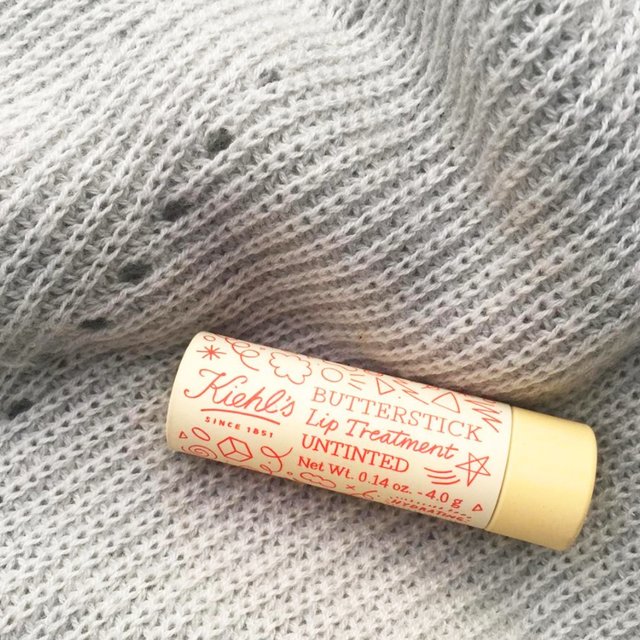 Kiehl's
SINCE 1851
BUTTERSTICK
Lip Treatment
UNTINTED
Net Wt. 0.14 oz. - 4.0 g